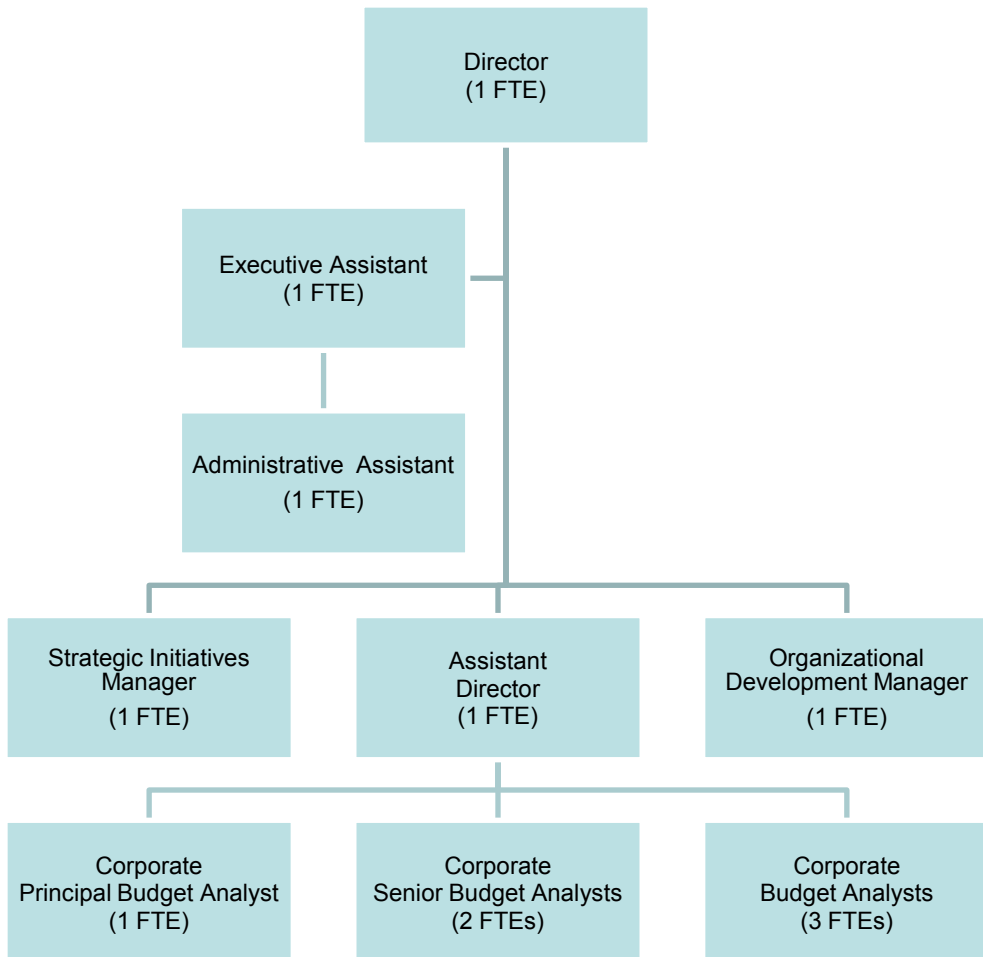 Director
(1 FTE)
Executive Assistant
(1 FTE)
Administrative Assistant
(1 FTE)
Strategic Initiatives
Manager
(1 FTE)
Assistant
Director
(1 FTE)
Organizational
Development Manager
(1 FTE)
Corporate
Principal Budget Analyst
(1 FTE)
Corporate
Senior Budget Analysts
(2 FTEs)
Corporate
Budget Analysts
(3 FTEs)